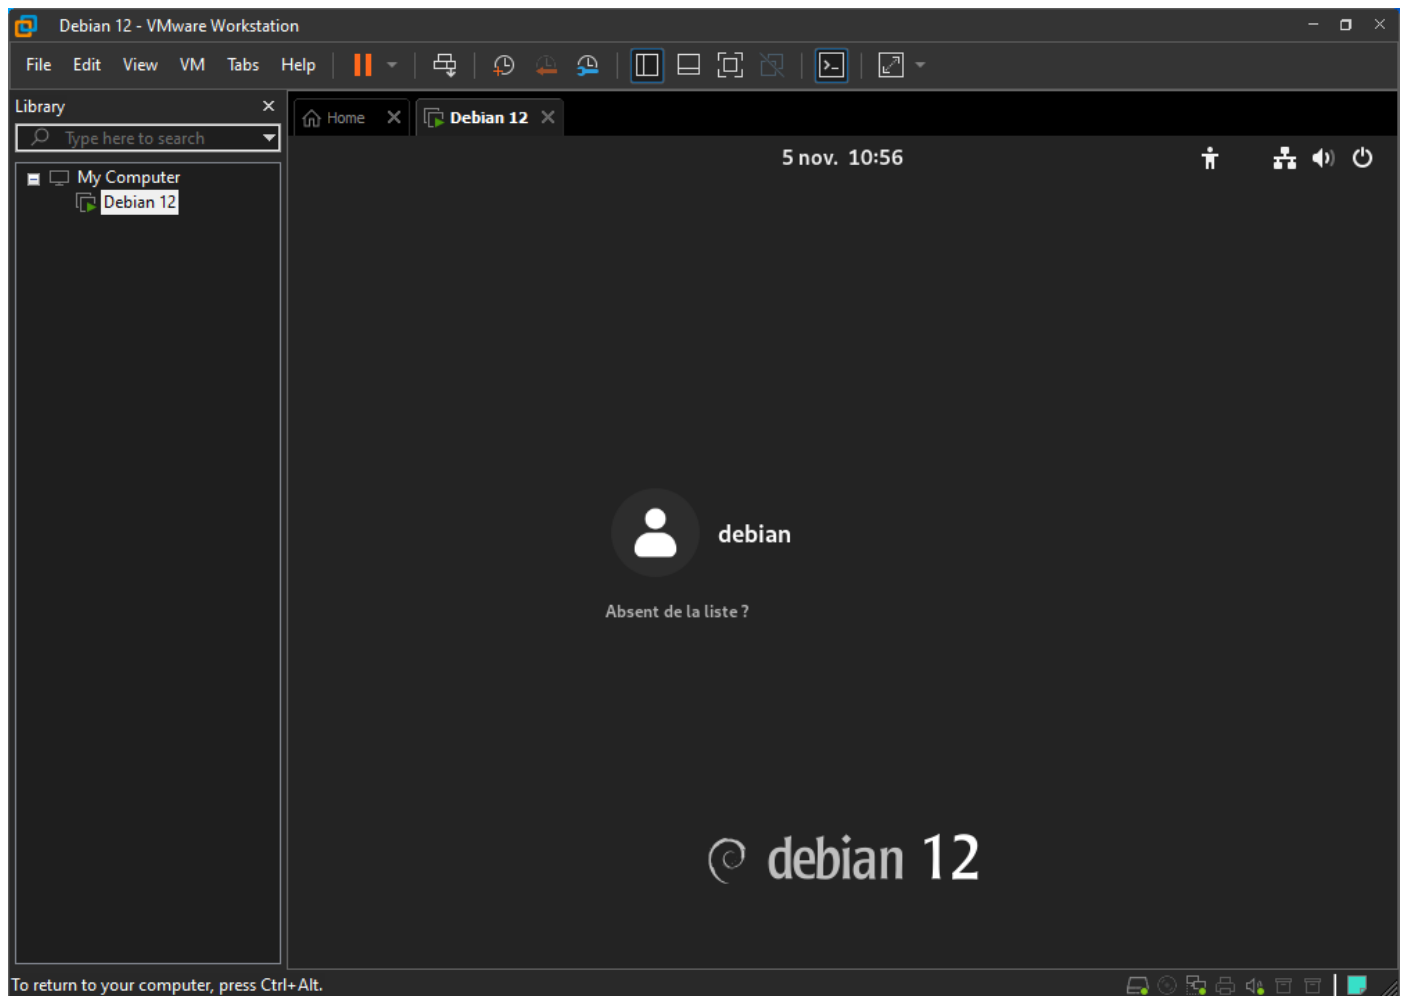 Debian 12 - VMware Workstation
File Edit View VM Tabs Help
Library
Type here to search
My Computer
Debian 12
Home
Debian 12
5 nov. 10:56
debian
Absent de la liste ?
debian 12
To return to your computer, press Ctrl+Alt.